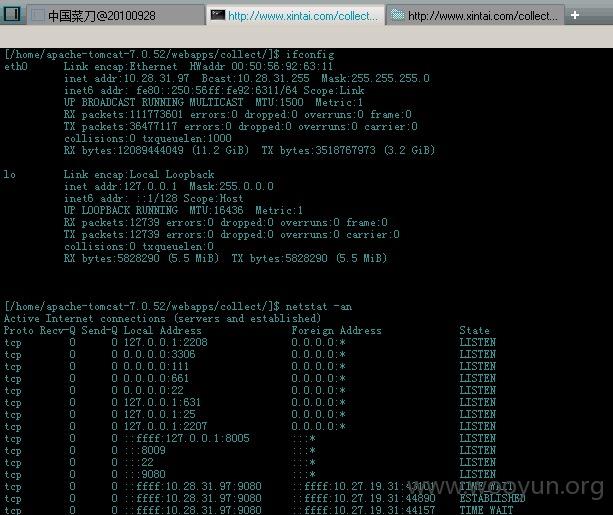 中国菜刀@20100928
http://www.xintai.com/collect...
http://www.xintai.com/collect...
[/home/apache-tomcat-7.0.52/webapps/collect/]$ ifconfig
eth0 Link encap:Ethernet HWaddr 00:50:56:92:63:11
inet addr:10.28.31.97 Bcast:10.28.31.255 Mask:255.255.255.0
inet6 addr: fe80::250:56ff:fe92:6311/64 Scope:Link
UP BROADCAST RUNNING MULTICAST MTU:1500 Metric:1
RX packets:111773601 errors:0 dropped:0 overruns:0 frame:0
TX packets:36477117 errors:0 dropped:0 overruns:0 carrier:0
collisions:0 txqueuelen:1000
RX bytes:12089444049 (11.2 GiB) TX bytes:3518767973 (3.2 GiB)
lo Link encap:Local Loopback
inet addr:127.0.0.1 Mask:255.0.0.0
inet6 addr: ::1/128 Scope:Host
UP LOOPBACK RUNNING MTU:16436 Metric:1
RX packets:12739 errors:0 dropped:0 overruns:0 frame:0
TX packets:12739 errors:0 dropped:0 overruns:0 carrier:0
collisions:0 txqueuelen:0
RX bytes:5828290 (5.5 MiB) TX bytes:5828290 (5.5 MiB)
[/home/apache-tomcat-7.0.52/webapps/collect/]$ netstat -an
Active Internet connections (servers and established)
Proto Recv-Q Send-Q Local Address Foreign Address State
tcp 0 0 127.0.0.1:2208 0.0.0.0:* LISTEN
tcp 0 0 0.0.0.0:3306 0.0.0.0:* LISTEN
tcp 0 0 0.0.0.0:111 0.0.0.0:* LISTEN
tcp 0 0 0.0.0.0:661 0.0.0.0:* LISTEN
tcp 0 0 0.0.0.0:22 0.0.0.0:* LISTEN
tcp 0 0 127.0.0.1:631 0.0.0.0:* LISTEN
tcp 0 0 127.0.0.1:25 0.0.0.0:* LISTEN
tcp 0 0 127.0.0.1:2207 0.0.0.0:* LISTEN
tcp 0 0 ::ffff:127.0.0.1:8005 :::* LISTEN
tcp 0 0 :::8009 :::* LISTEN
tcp 0 0 :::22 :::* LISTEN
tcp 0 0 :::9080 :::* LISTEN
tcp 0 0 ::ffff:10.28.31.97:9080 TIME_WAIT
tcp 0 0 ::ffff:10.28.31.97:9080 ::ffff:10.27.19.31:44890 ESTABLISHED
tcp 0 0 ::ffff:10.28.31.97:9080 ::ffff:10.27.19.31:44157 TIME_WAIT